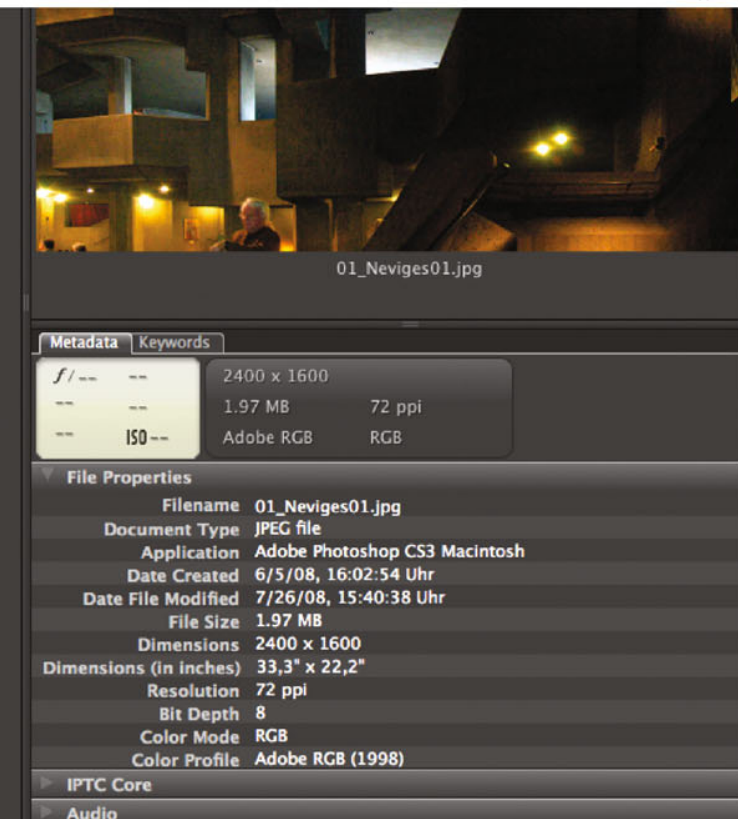 01_Neviges01.jpg
Metadata Keywords
f/-- --
-- --
-- ISO --
2400 x 1600
1.97 MB 72 ppi
Adobe RGB RGB
File Properties
Filename 01_Neviges01.jpg
Document Type JPEG file
Application Adobe Photoshop CS3 Macintosh
Date Created 6/5/08, 16:02:54 Uhr
Date File Modified 7/26/08, 15:40:38 Uhr
File Size 1.97 MB
Dimensions 2400 x 1600
Dimensions (in inches) 33,3" x 22,2"
Resolution 72 ppi
Bit Depth 8
Color Mode RGB
Color Profile Adobe RGB (1998)
IPTC Core
Audio